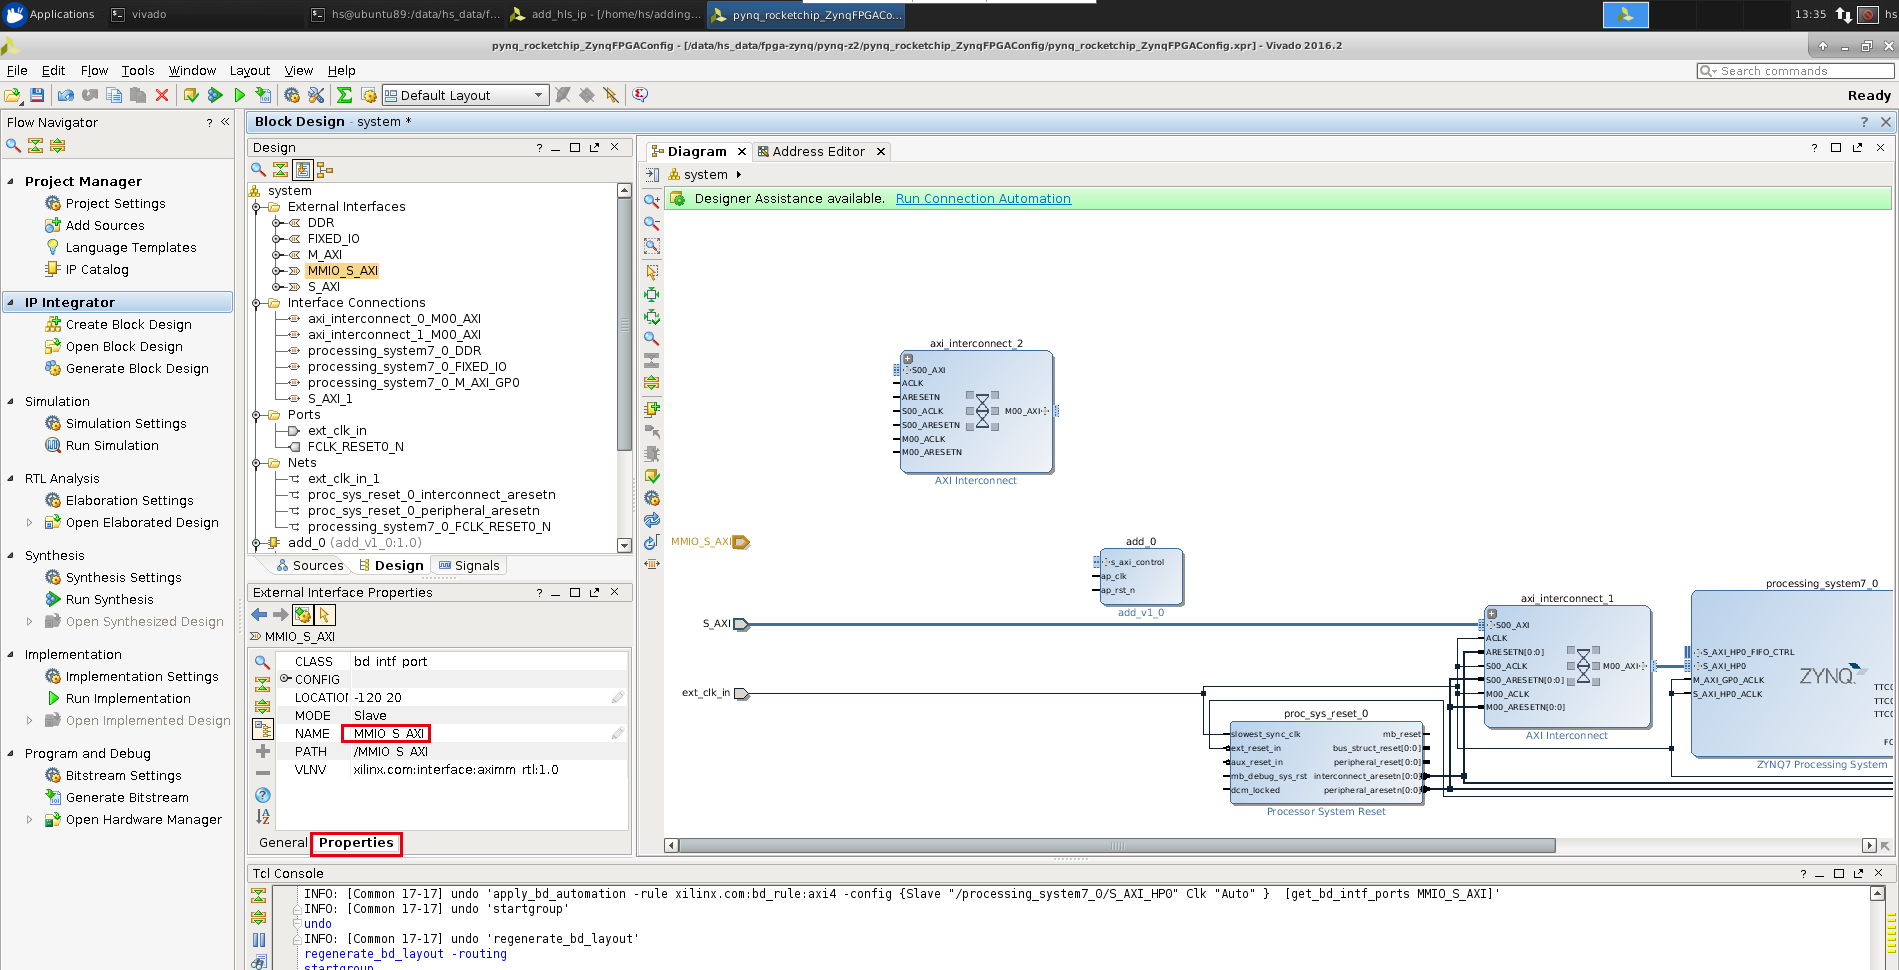 Applications
vivado
hs@ubuntu89:/data/hs_data/f...
add_hls_ip - [/home/hs/adding...
pynq_rocketchip_ZynqFPGACo...
13:35
hs
pynq_rocketchip_ZynqFPGAConfig - [/data/hs_data/fpga-zynq/pynq-z2/pynq_rocketchip_ZynqFPGAConfig/pynq_rocketchip_ZynqFPGAConfig.xpr] - Vivado 2016.2
File Edit Flow Tools Window Layout View Help
Search commands
Default Layout
Ready
Flow Navigator
Project Manager
Project Settings
Add Sources
Language Templates
IP Catalog
IP Integrator
Create Block Design
Open Block Design
Generate Block Design
Simulation
Simulation Settings
Run Simulation
RTL Analysis
Elaboration Settings
Open Elaborated Design
Synthesis
Synthesis Settings
Run Synthesis
Open Synthesized Design
Implementation
Implementation Settings
Run Implementation
Open Implemented Design
Program and Debug
Bitstream Settings
Generate Bitstream
Open Hardware Manager
Block Design - system *
Design
system
External Interfaces
DDR
FIXED_IO
M_AXI
MMIO_S_AXI
S_AXI
Interface Connections
axi_interconnect_0_M00_AXI
axi_interconnect_1_M00_AXI
processing_system7_0_DDR
processing_system7_0_FIXED_IO
processing_system7_0_M_AXI_GP0
S_AXI_1
Ports
ext_clk_in
FCLK_RESET0_N
Nets
ext_clk_in_1
proc_sys_reset_0_interconnect_aresetn
proc_sys_reset_0_peripheral_aresetn
processing_system7_0_FCLK_RESET0_N
add_0 (add_v1_0:1.0)
Sources Design Signals
External Interface Properties
MMIO_S_AXI
CLASS bd_intf_port
CONFIG
LOCATION -120 20
MODE Slave
NAME MMIO_S_AXI
PATH /MMIO_S_AXI
VLNV xilinx.com:interface:aximm_rtl:1.0
General Properties
Diagram
Address Editor
system
Designer Assistance available. Run Connection Automation
axi_interconnect_2
S00_AXI
ACLK
ARESETN
S00_ACLK
S00_ARESETN
M00_ACLK
M00_ARESETN
M00_AXI
AXI Interconnect
MMIO_S_AXI
add_0
s_axi_control
ap_clk
ap_rst_n
add_v1_0
S_AXI
ext_clk_in
axi_interconnect_1
S00_AXI
ACLK
ARESETN[0:0]
S00_ACLK
S00_ARESETN[0:0]
M00_ACLK
M00_ARESETN[0:0]
M00_AXI
AXI Interconnect
proc_sys_reset_0
slowest_sync_clk
ext_reset_in
aux_reset_in
mb_debug_sys_rst
dcm_locked
mb_reset
bus_struct_reset[0:0]
peripheral_reset[0:0]
interconnect_aresetn[0:0]
peripheral_aresetn[0:0]
Processor System Reset
processing_system7_0
S_AXI_HP0_FIFO_CTRL
S_AXI_HP0
M_AXI_GP0_ACLK
S_AXI_HP0_ACLK
ZYNQ
TTC
TTC
TTC
FC
ZYNQ7 Processing System
Tcl Console
INFO: [Common 17-17] undo 'apply_bd_automation -rule xilinx.com:bd_rule:axi4 -config {Slave "/processing_system7_0/S_AXI_HP0" Clk "Auto" } [get_bd_intf_ports MMIO_S_AXI]'
INFO: [Common 17-17] undo 'startgroup'
undo
INFO: [Common 17-17] undo 'regenerate_bd_layout'
regenerate_bd_layout -routing
startgroup